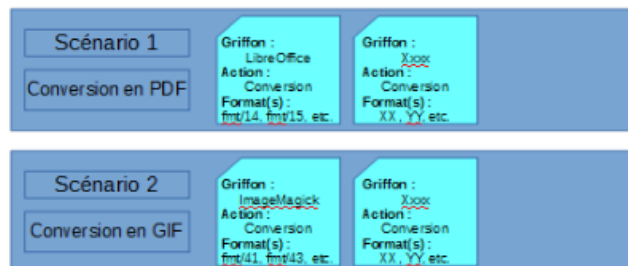 Scénario 1
Conversion en PDF
Griffon :
LibreOffice
Action :
Conversion
Format(s) :
fmt/14, fmt/15, etc.
Griffon :
Xxxx
Action :
Conversion
Format(s) :
XX , YY, etc.
Scénario 2
Conversion en GIF
Griffon :
ImageMagick
Action :
Conversion
Format(s) :
fmt/41, fmt/43, etc.
Griffon :
Xxxx
Action :
Conversion
Format(s) :
XX , YY, etc.